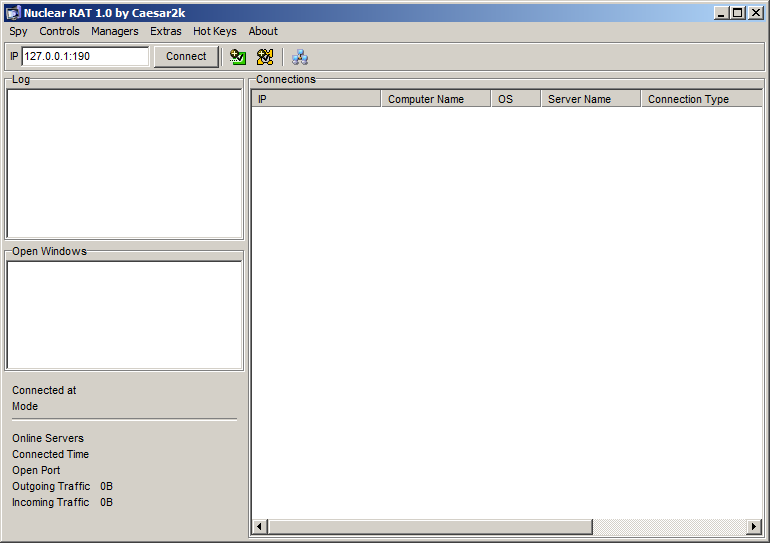 Nuclear RAT 1.0 by Caesar2k
Spy Controls Managers Extras Hot Keys About
IP 127.0.0.1:190 Connect
Log
Connections
IP Computer Name OS Server Name Connection Type
Open Windows
Connected at
Mode
Online Servers
Connected Time
Open Port
Outgoing Traffic 0B
Incoming Traffic 0B